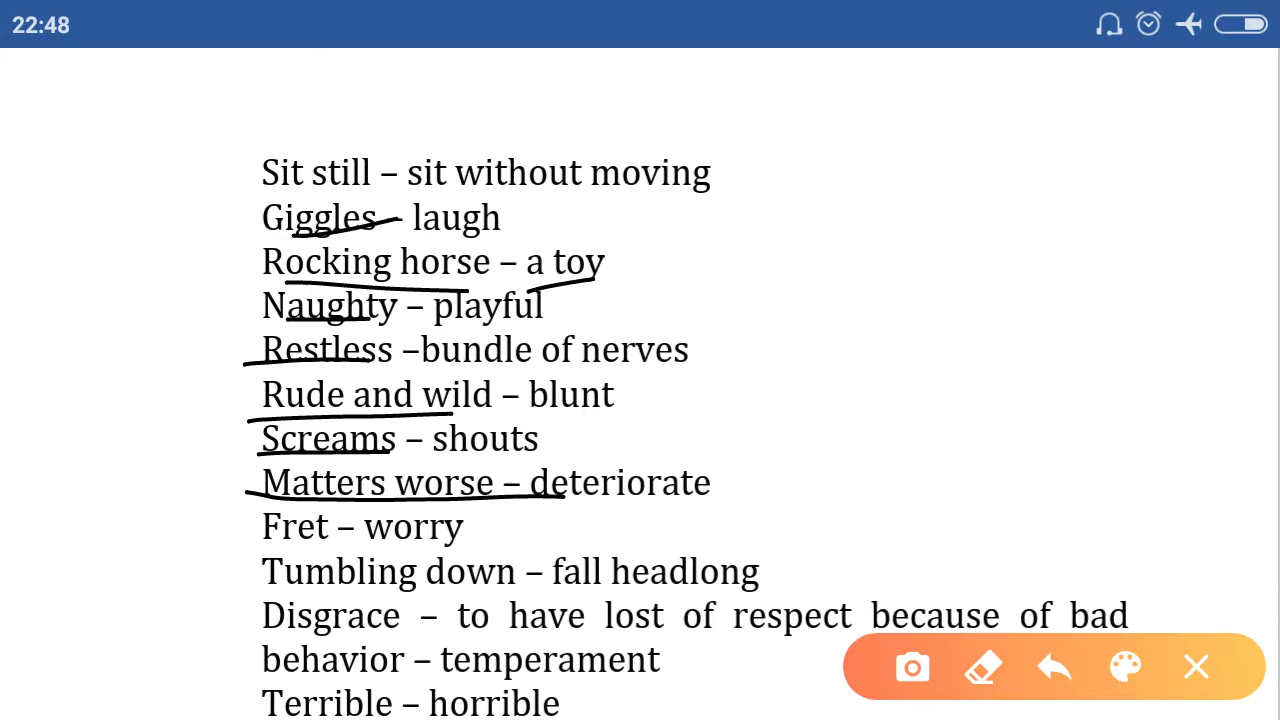 22:48
Sit still – sit without moving
Giggles – laugh
Rocking horse – a toy
Naughty – playful
Restless –bundle of nerves
Rude and wild – blunt
Screams – shouts
Matters worse – deteriorate
Fret – worry
Tumbling down – fall headlong
Disgrace – to have lost of respect because of bad
behavior – temperament
Terrible – horrible